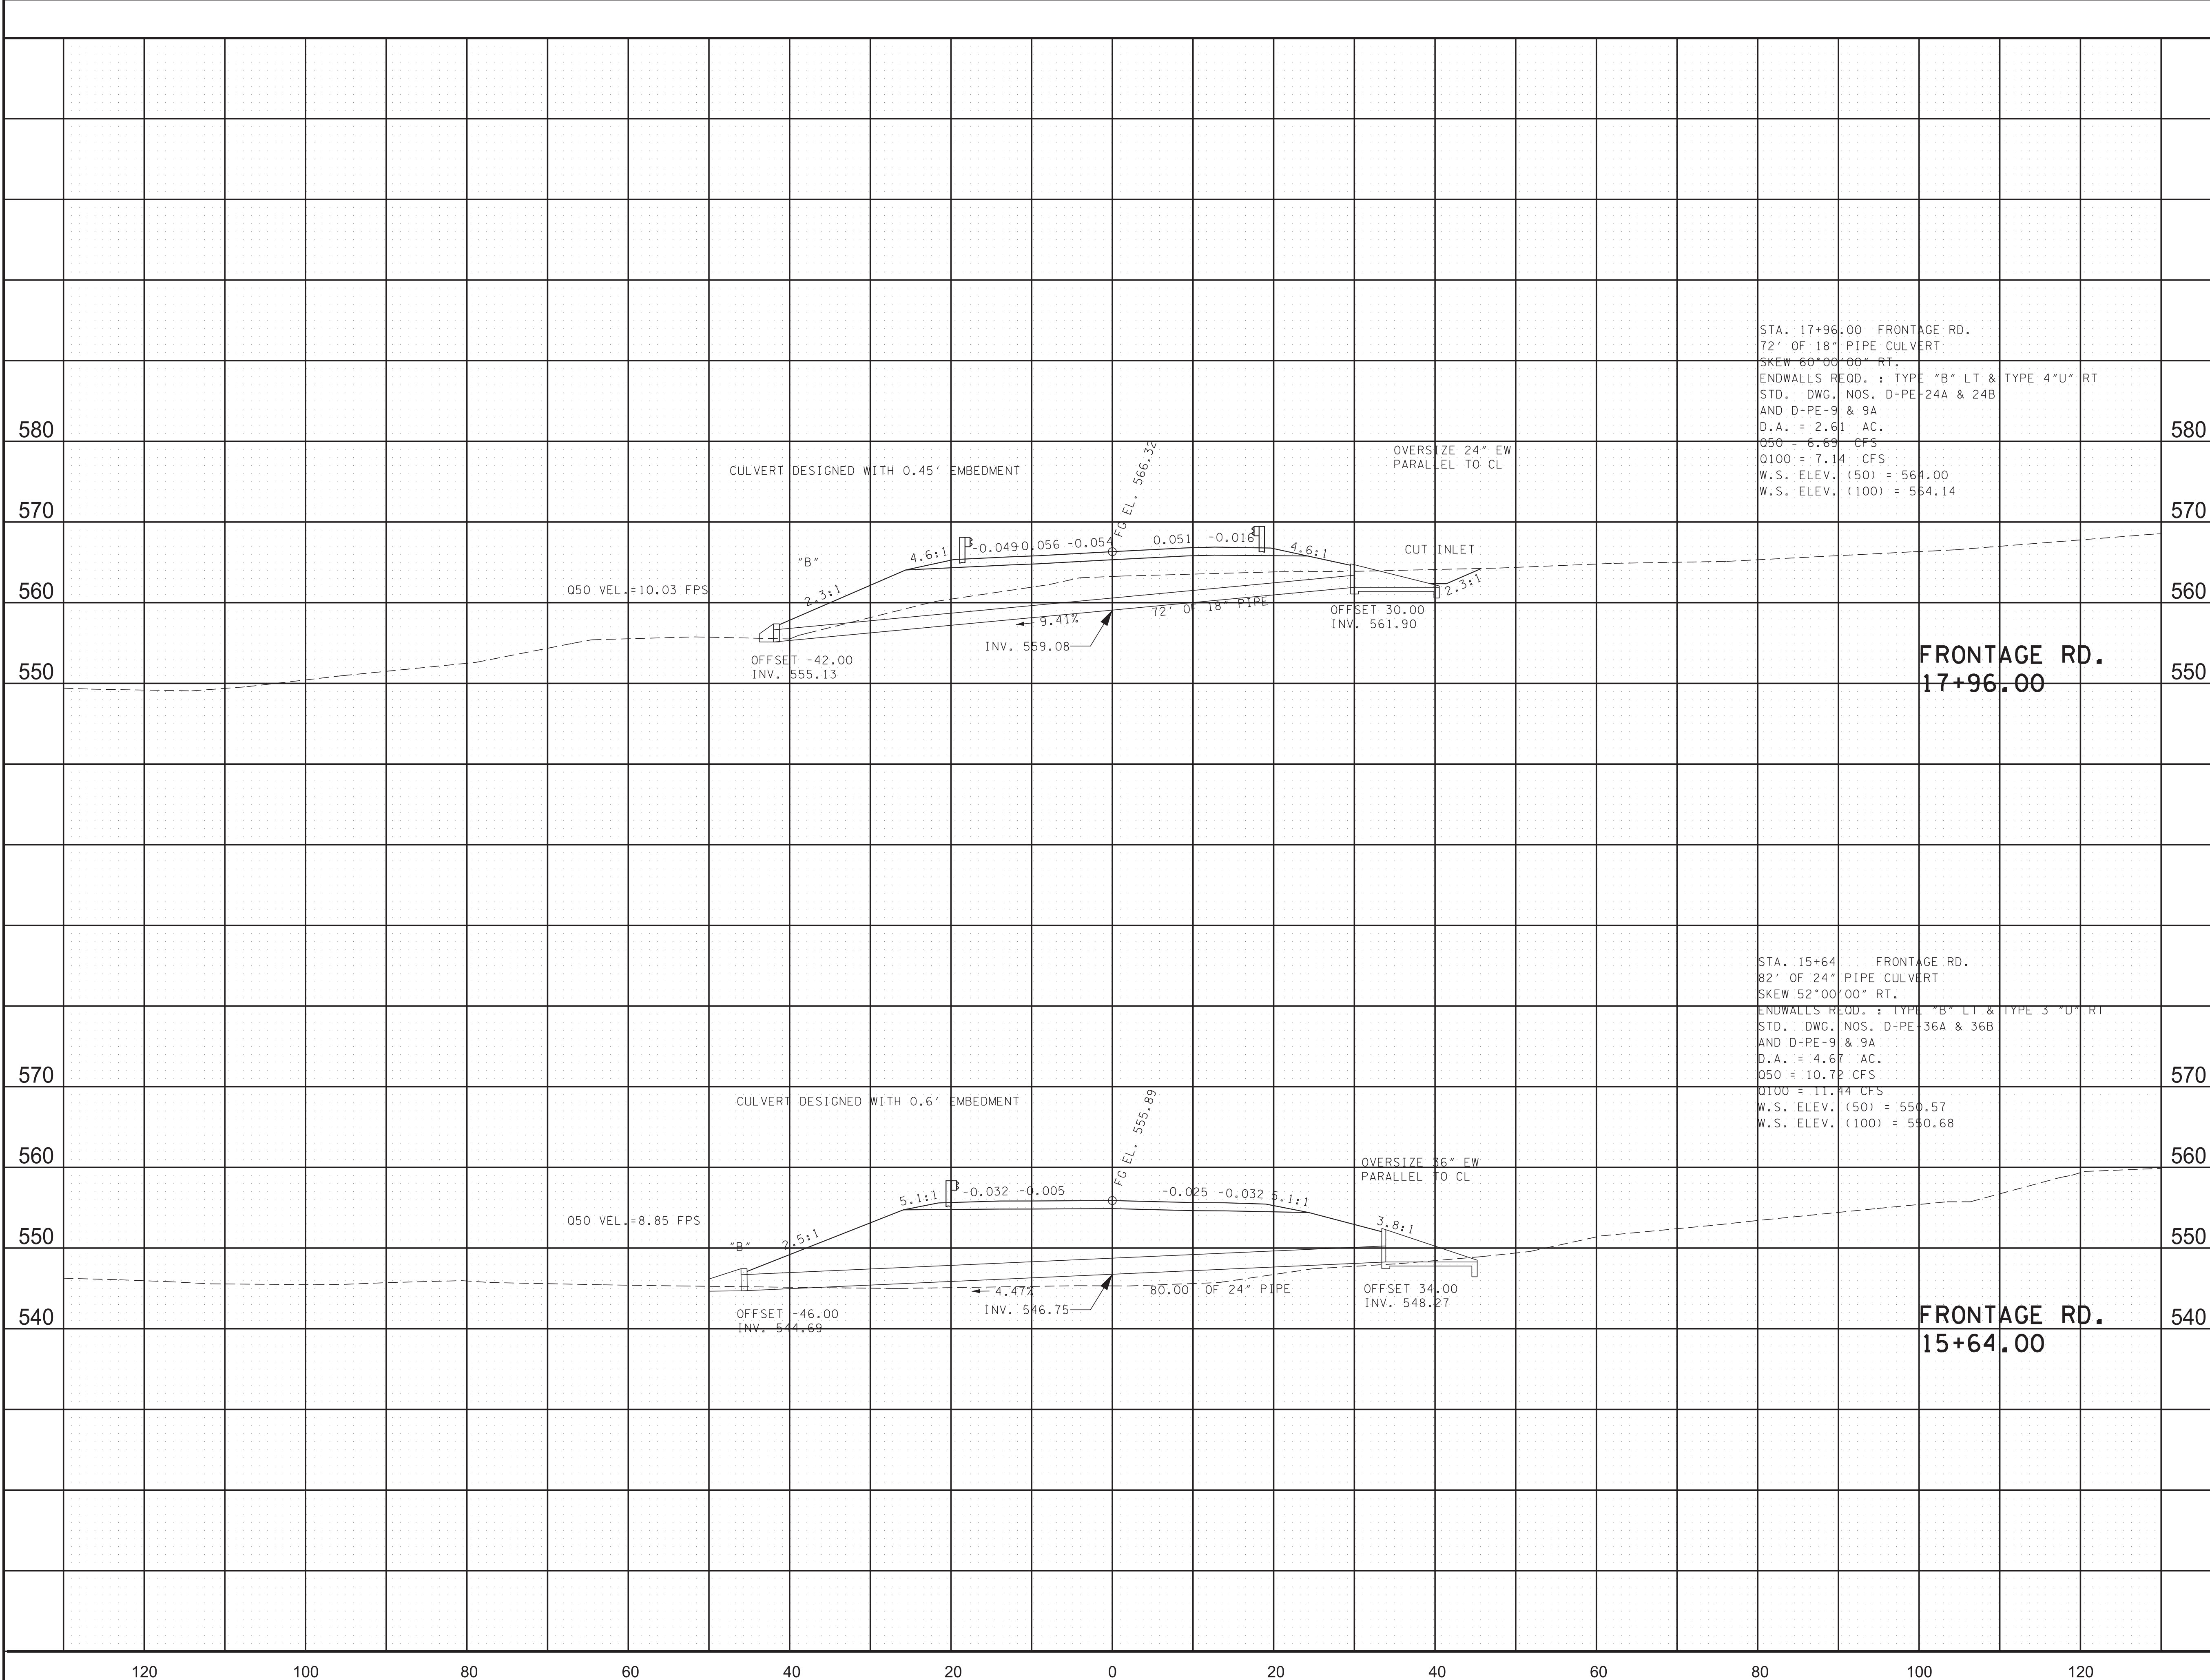 STA. 17+96.00 FRONTAGE RD.
72' OF 18" PIPE CULVERT
SKEW 60°00'00" RT.
ENDWALLS REQD. : TYPE "B" LT & TYPE 4"U" RT
STD. DWG. NOS. D-PE-24A & 24B
AND D-PE-9 & 9A
D.A. = 2.61 AC.
Q50 = 6.69 CFS
Q100 = 7.14 CFS
W.S. ELEV. (50) = 564.00
W.S. ELEV. (100) = 564.14
580
580
CULVERT DESIGNED WITH 0.45' EMBEDMENT
FG EL. 566.32
OVERSIZE 24" EW
PARALLEL TO CL
570
570
"B"
4.6:1
-0.049
0.056
-0.054
0.051
-0.016
4.6:1
CUT INLET
Q50 VEL.=10.03 FPS
2.3:1
2.3:1
560
560
9.41%
72' OF 18" PIPE
OFFSET 30.00
INV. 561.90
INV. 559.08
OFFSET -42.00
INV. 555.13
550
550
FRONTAGE RD.
17+96.00
STA. 15+64 FRONTAGE RD.
82' OF 24" PIPE CULVERT
SKEW 52°00'00" RT.
ENDWALLS REQD. : TYPE "B" LT & TYPE 3 "U" RT
STD. DWG. NOS. D-PE-36A & 36B
AND D-PE-9 & 9A
D.A. = 4.67 AC.
Q50 = 10.72 CFS
Q100 = 11.44 CFS
W.S. ELEV. (50) = 550.57
W.S. ELEV. (100) = 550.68
570
570
CULVERT DESIGNED WITH 0.6' EMBEDMENT
FG EL. 555.89
OVERSIZE 36" EW
PARALLEL TO CL
560
560
5.1:1
-0.032
-0.005
-0.025
-0.032
5.1:1
3.8:1
Q50 VEL.=8.85 FPS
"B"
2.5:1
550
550
4.47%
80.00' OF 24" PIPE
OFFSET 34.00
INV. 548.27
INV. 546.75
OFFSET -46.00
INV. 544.69
540
540
FRONTAGE RD.
15+64.00
120 100 80 60 40 20 0 20 40 60 80 100 120